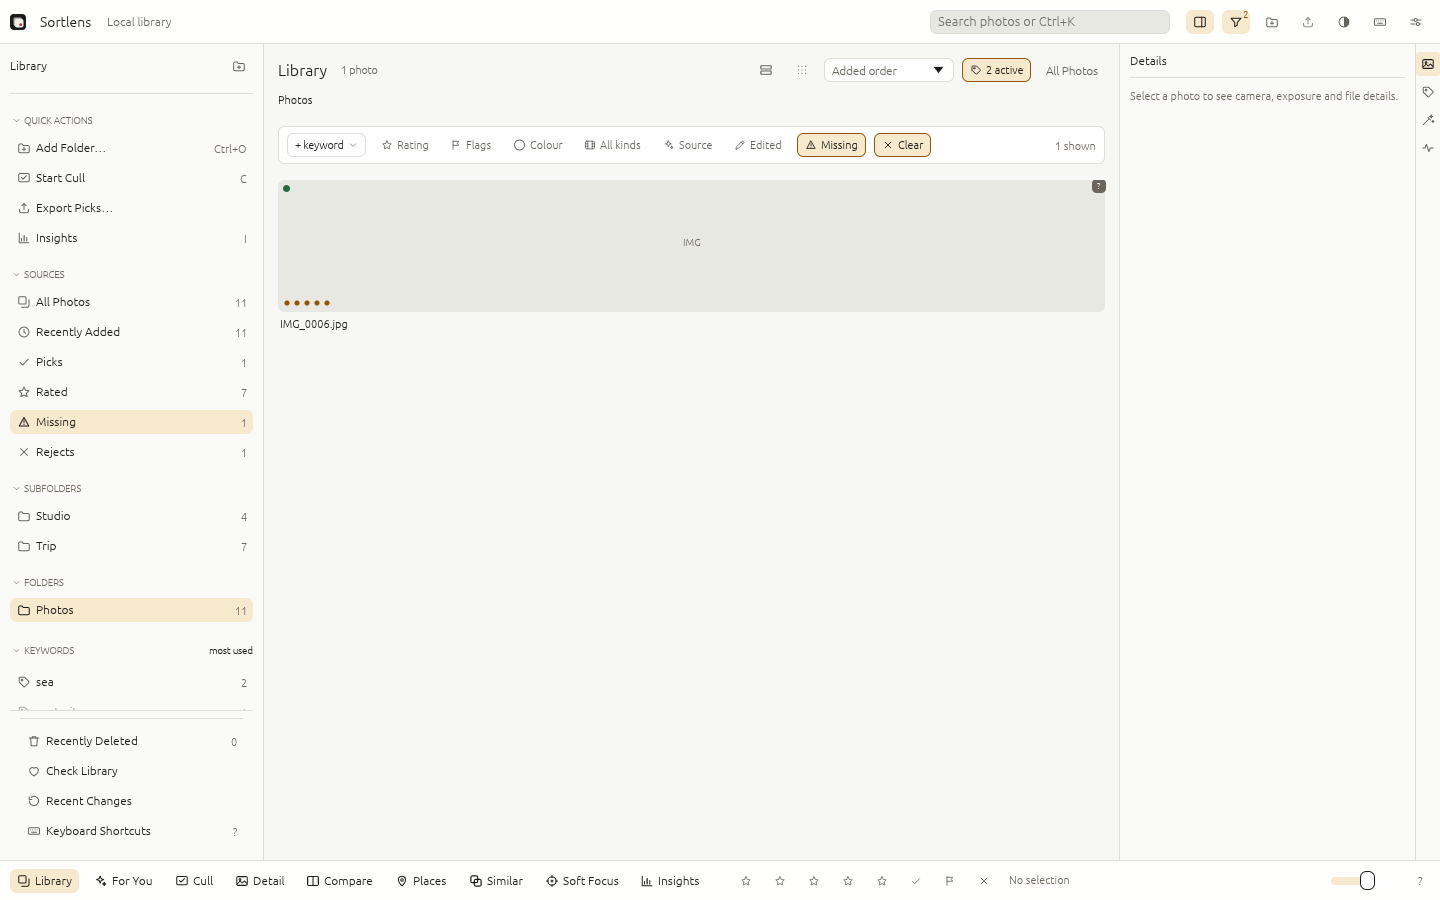 Sortlens Local library Search photos or Ctrl+K 2
Library
QUICK ACTIONS
Add Folder... Ctrl+O
Start Cull C
Export Picks...
Insights I
SOURCES
All Photos 11
Recently Added 11
Picks 1
Rated 7
Missing 1
Rejects 1
SUBFOLDERS
Studio 4
Trip 7
FOLDERS
Photos 11
KEYWORDS most used
sea 2
Recently Deleted 0
Check Library
Recent Changes
Keyboard Shortcuts ?
Library 1 photo Added order 2 active All Photos
Photos
+ keyword Rating Flags Colour All kinds Source Edited Missing Clear 1 shown
?
IMG
IMG_0006.jpg
Details
Select a photo to see camera, exposure and file details.
Library For You Cull Detail Compare Places Similar Soft Focus Insights No selection ?